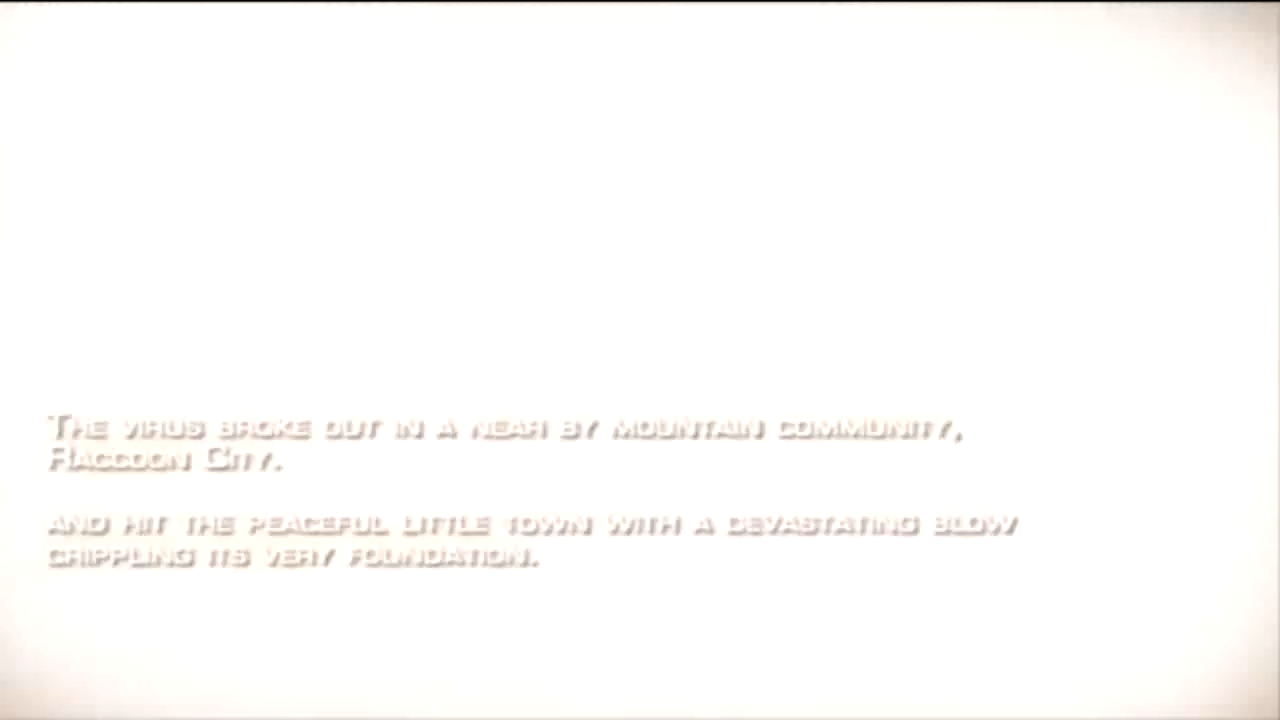 The virus broke out in a near by mountain community,
Raccoon City.
and hit the peaceful little town with a devastating blow
crippling its very foundation.